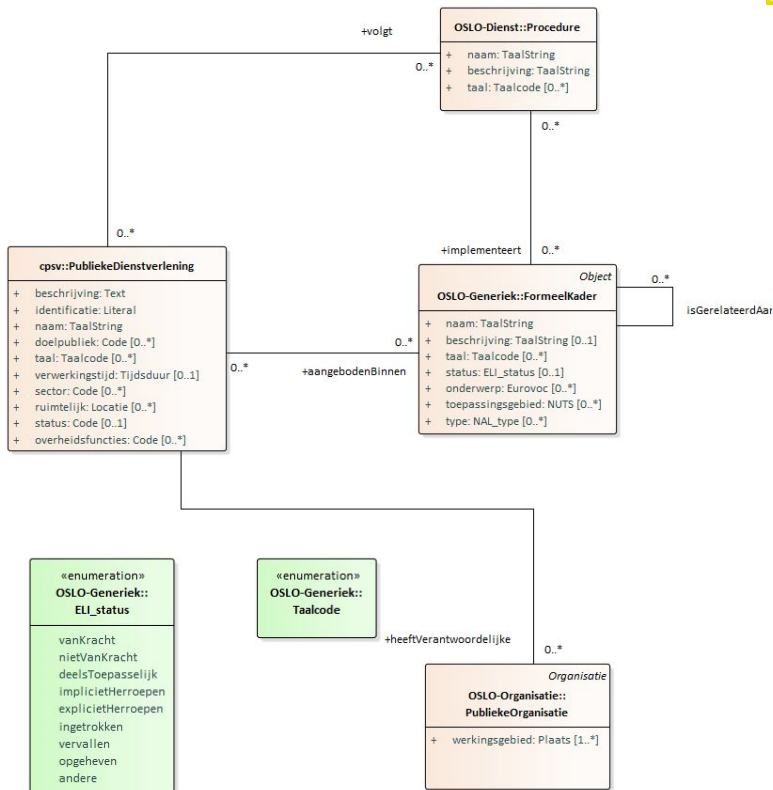 OSLO-Dienst::Procedure
+ naam: TaalString
+ beschrijving: TaalString
+ taal: Taalcode [0..*]
+volgt
0..*
0..*
0..*
+implementeert 0..*
cpsv::PubliekeDienstverlening
+ beschrijving: Text
+ identificatie: Literal
+ naam: TaalString
+ doelpubliek: Code [0..*]
+ taal: Taalcode [0..*]
+ verwerkingstijd: Tijdsduur [0..1]
+ sector: Code [0..*]
+ ruimtelijk: Locatie [0..*]
+ status: Code [0..1]
+ overheidsfuncties: Code [0..*]
Object
OSLO-Generiek::FormeelKader
+ naam: TaalString
+ beschrijving: TaalString [0..1]
+ taal: Taalcode [0..*]
+ status: ELI_status [0..1]
+ onderwerp: Eurovoc [0..*]
+ toepassingsgebied: NUTS [0..*]
+ type: NAL_type [0..*]
0..*
isGerelateerdAan
0..*
0..*
+aangebodenBinnen
«enumeration»
OSLO-Generiek::
ELI_status
vanKracht
nietVanKracht
deelsToepasselijk
implicietHerroepen
explicietHerroepen
ingetrokken
vervallen
opgeheven
andere
«enumeration»
OSLO-Generiek::
Taalcode
+heeftVerantwoordelijke
0..*
Organisatie
OSLO-Organisatie::
PubliekeOrganisatie
+ werkingsgebied: Plaats [1..*]